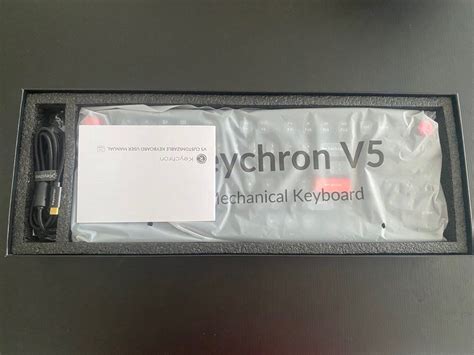 Keychron
V5 CUSTOMIZABLE KEYBOARD USER MANUAL
eychron V5
Mechanical Keyboard